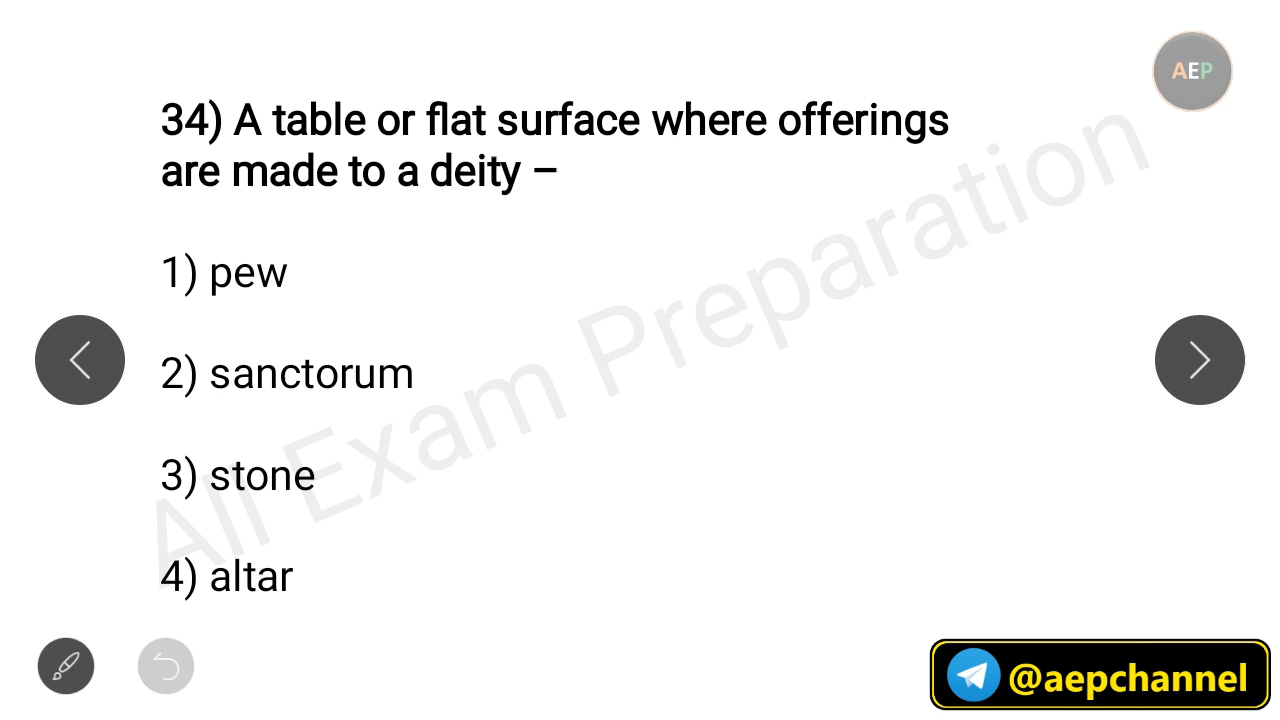 AEP
34) A table or flat surface where offerings
are made to a deity –
1) pew
2) sanctorum
3) stone
4) altar
All Exam Preparation
@aepchannel